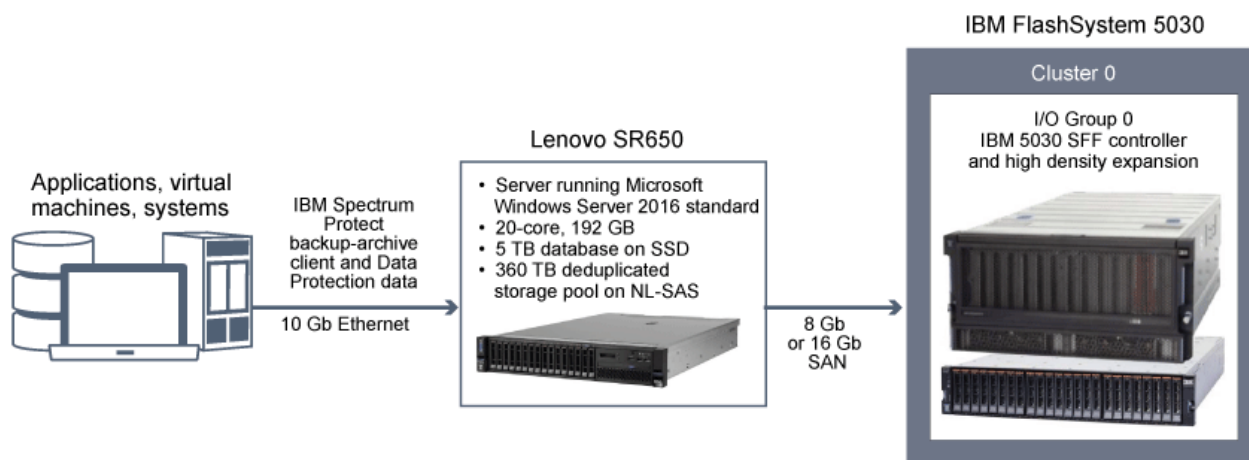 IBM FlashSystem 5030
Cluster 0
I/O Group 0
IBM 5030 SFF controller
and high density expansion
Lenovo SR650
• Server running Microsoft
Windows Server 2016 standard
• 20-core, 192 GB
• 5 TB database on SSD
• 360 TB deduplicated
storage pool on NL-SAS
Applications, virtual
machines, systems
IBM Spectrum
Protect
backup-archive
client and Data
Protection data
10 Gb Ethernet
8 Gb
or 16 Gb
SAN